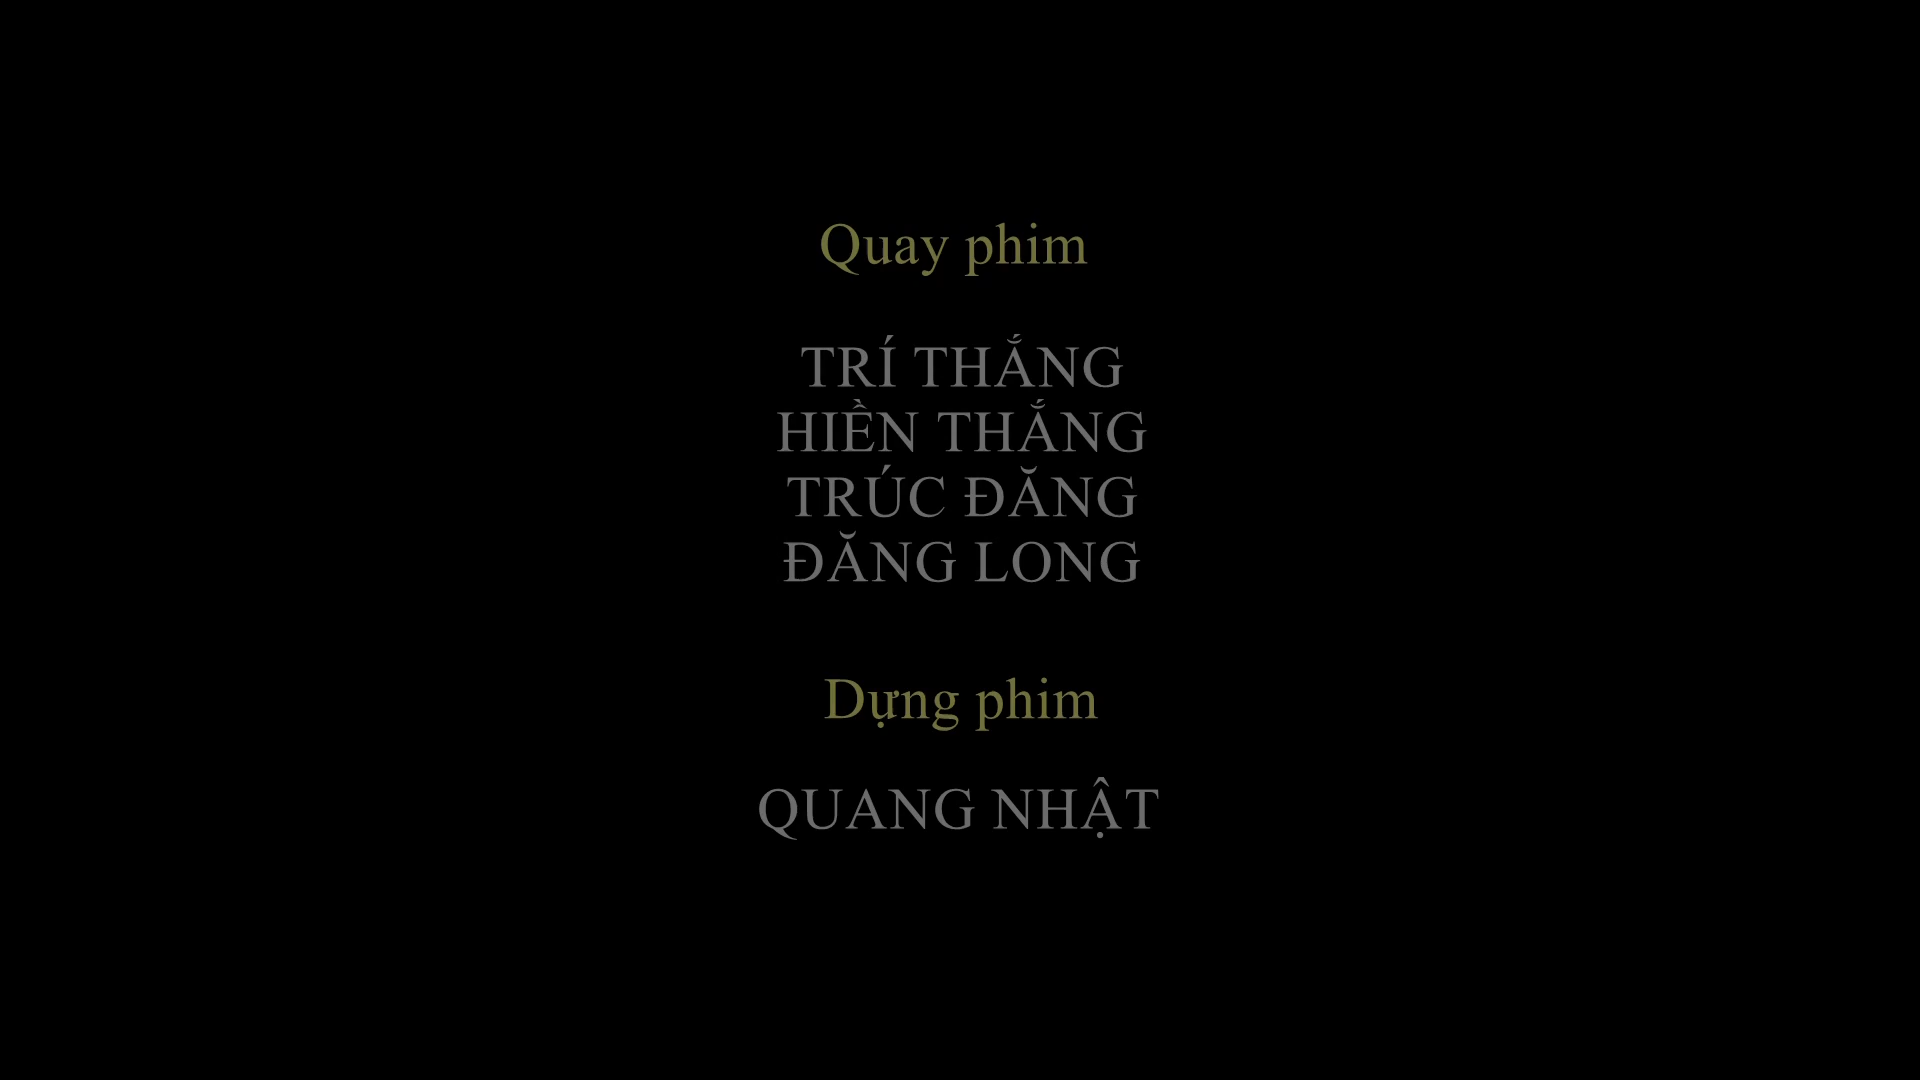 Quay phim
TRÍ THẮNG
HIỀN THẮNG
TRÚC ĐĂNG
ĐĂNG LONG
Dựng phim
QUANG NHẬT